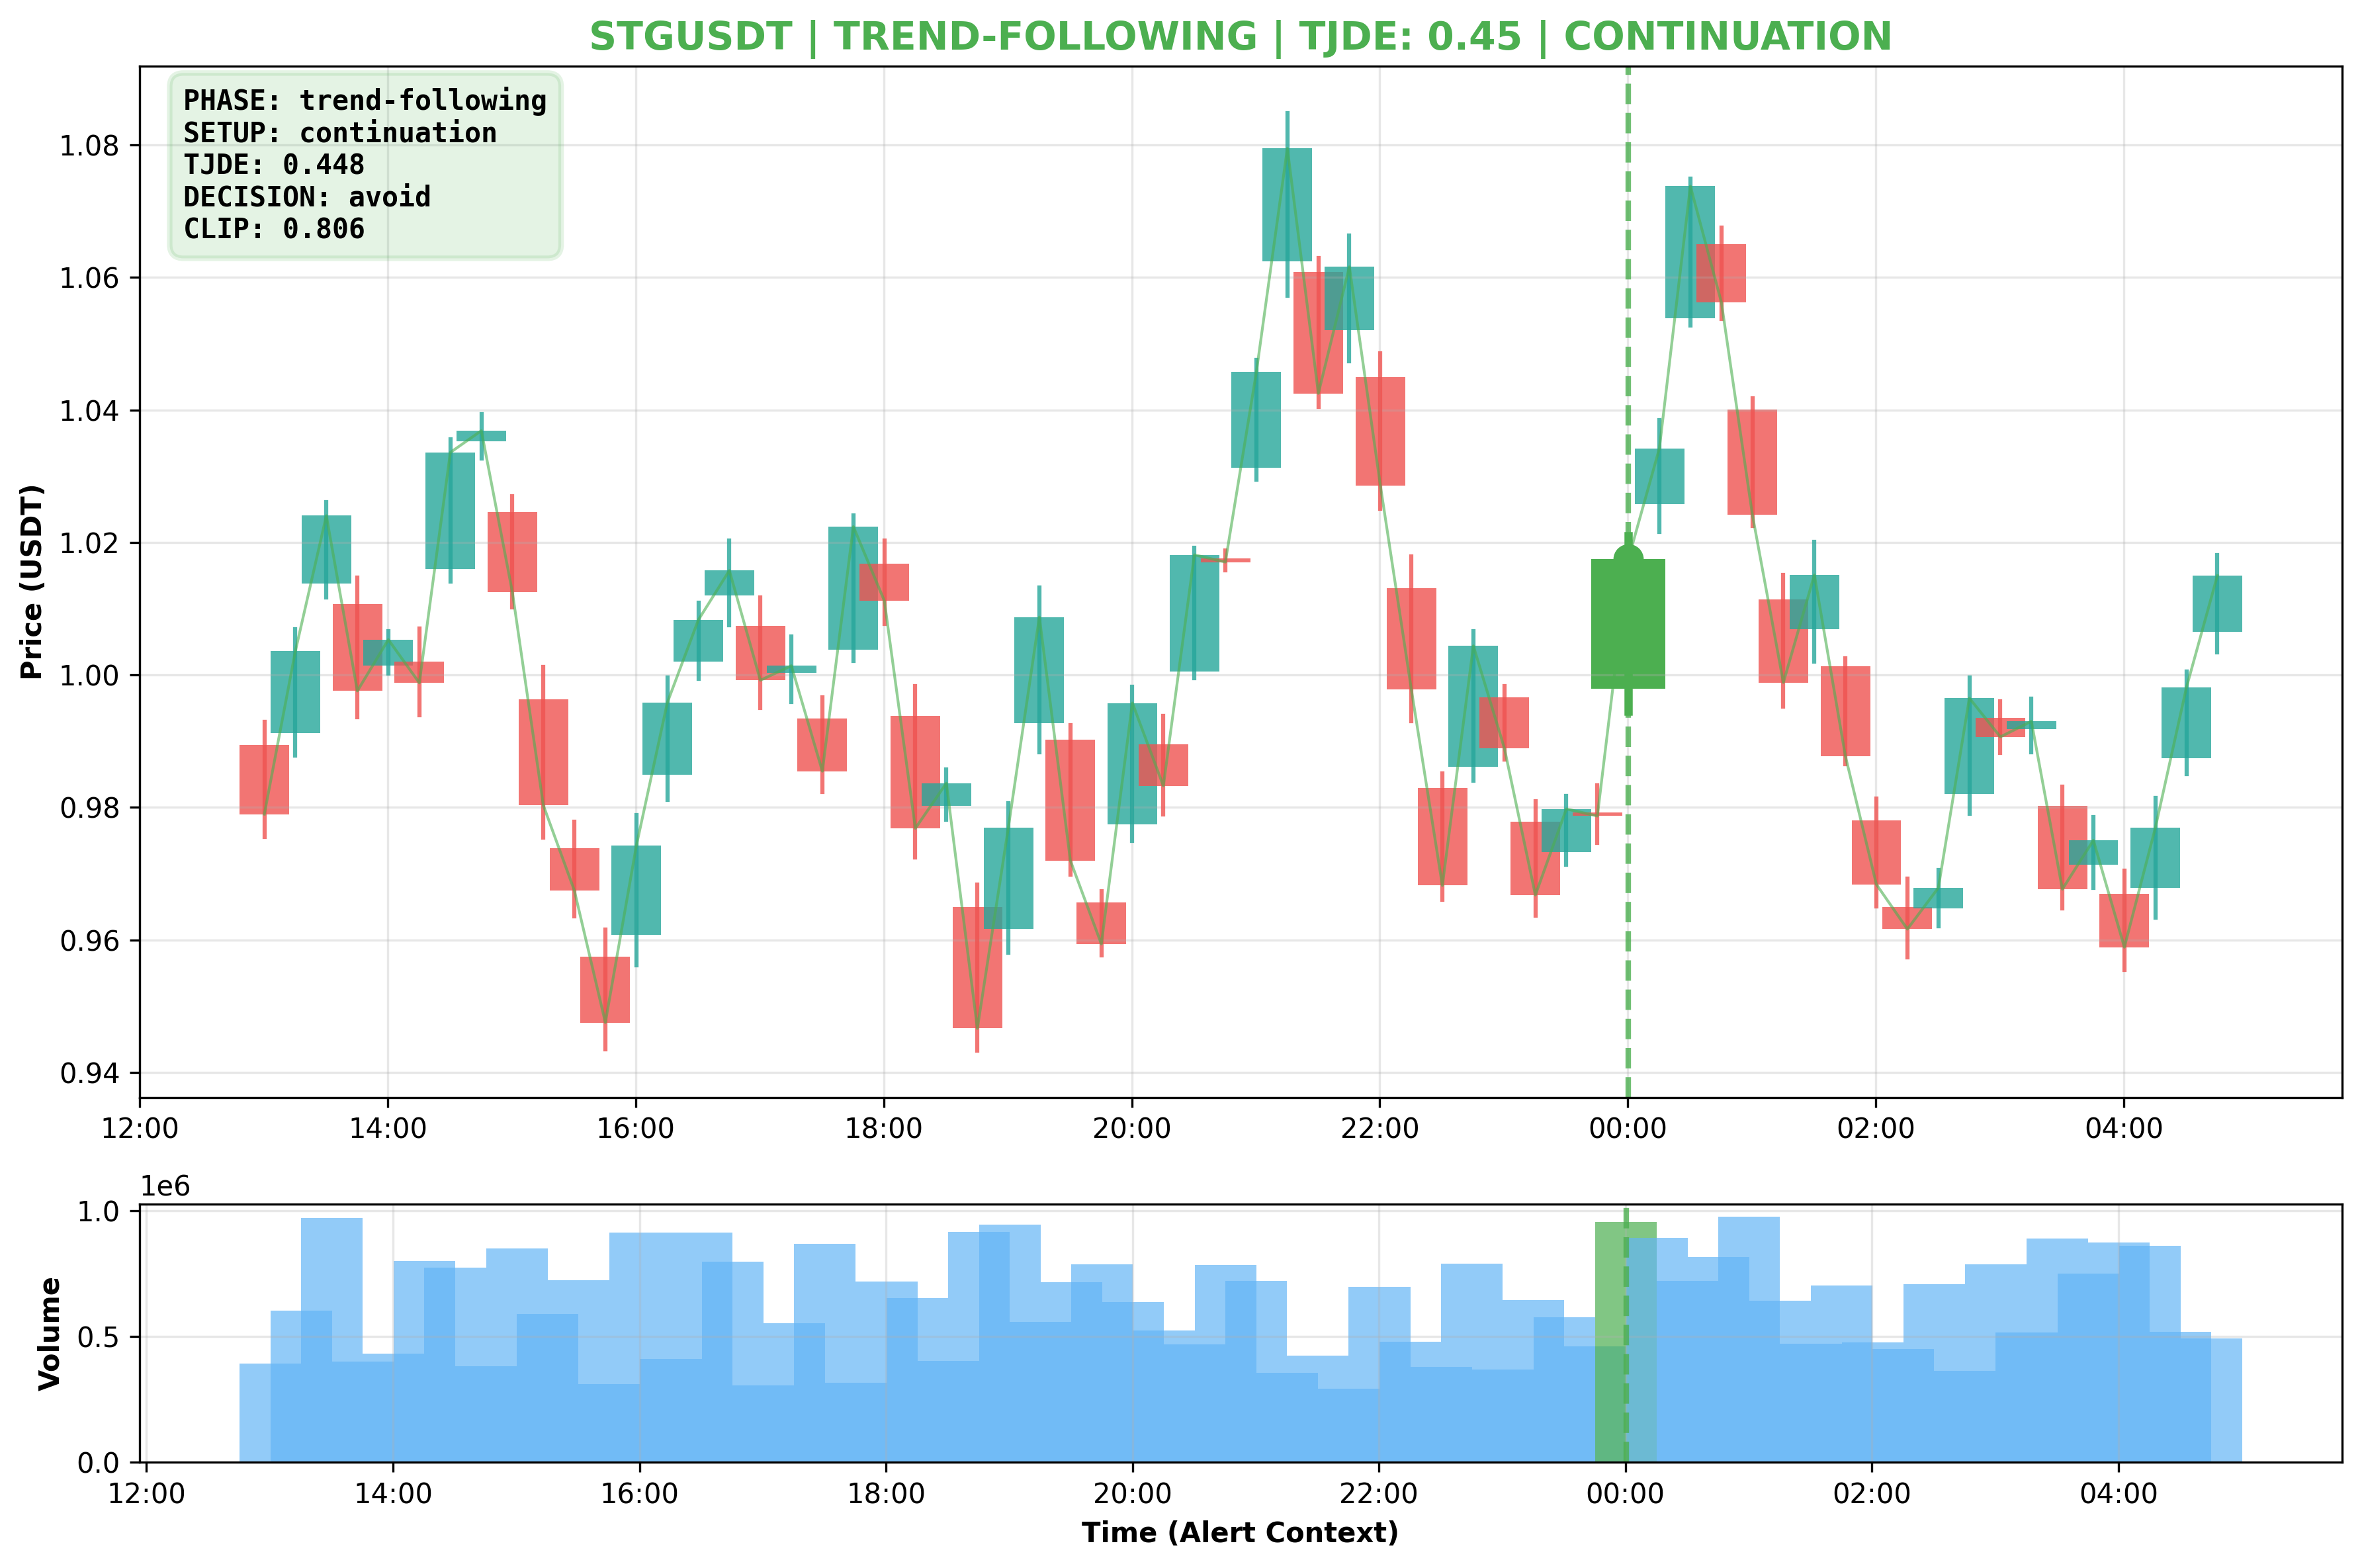 STGUSDT | TREND-FOLLOWING | TJDE: 0.45 | CONTINUATION
PHASE: trend-following
SETUP: continuation
TJDE: 0.448
DECISION: avoid
CLIP: 0.806
1.08
1.06
1.04
1.02
1.00
0.98
0.96
0.94
Price (USDT)
12:00 14:00 16:00 18:00 20:00 22:00 00:00 02:00 04:00
1e6
1.0
0.5
0.0
Volume
12:00 14:00 16:00 18:00 20:00 22:00 00:00 02:00 04:00
Time (Alert Context)